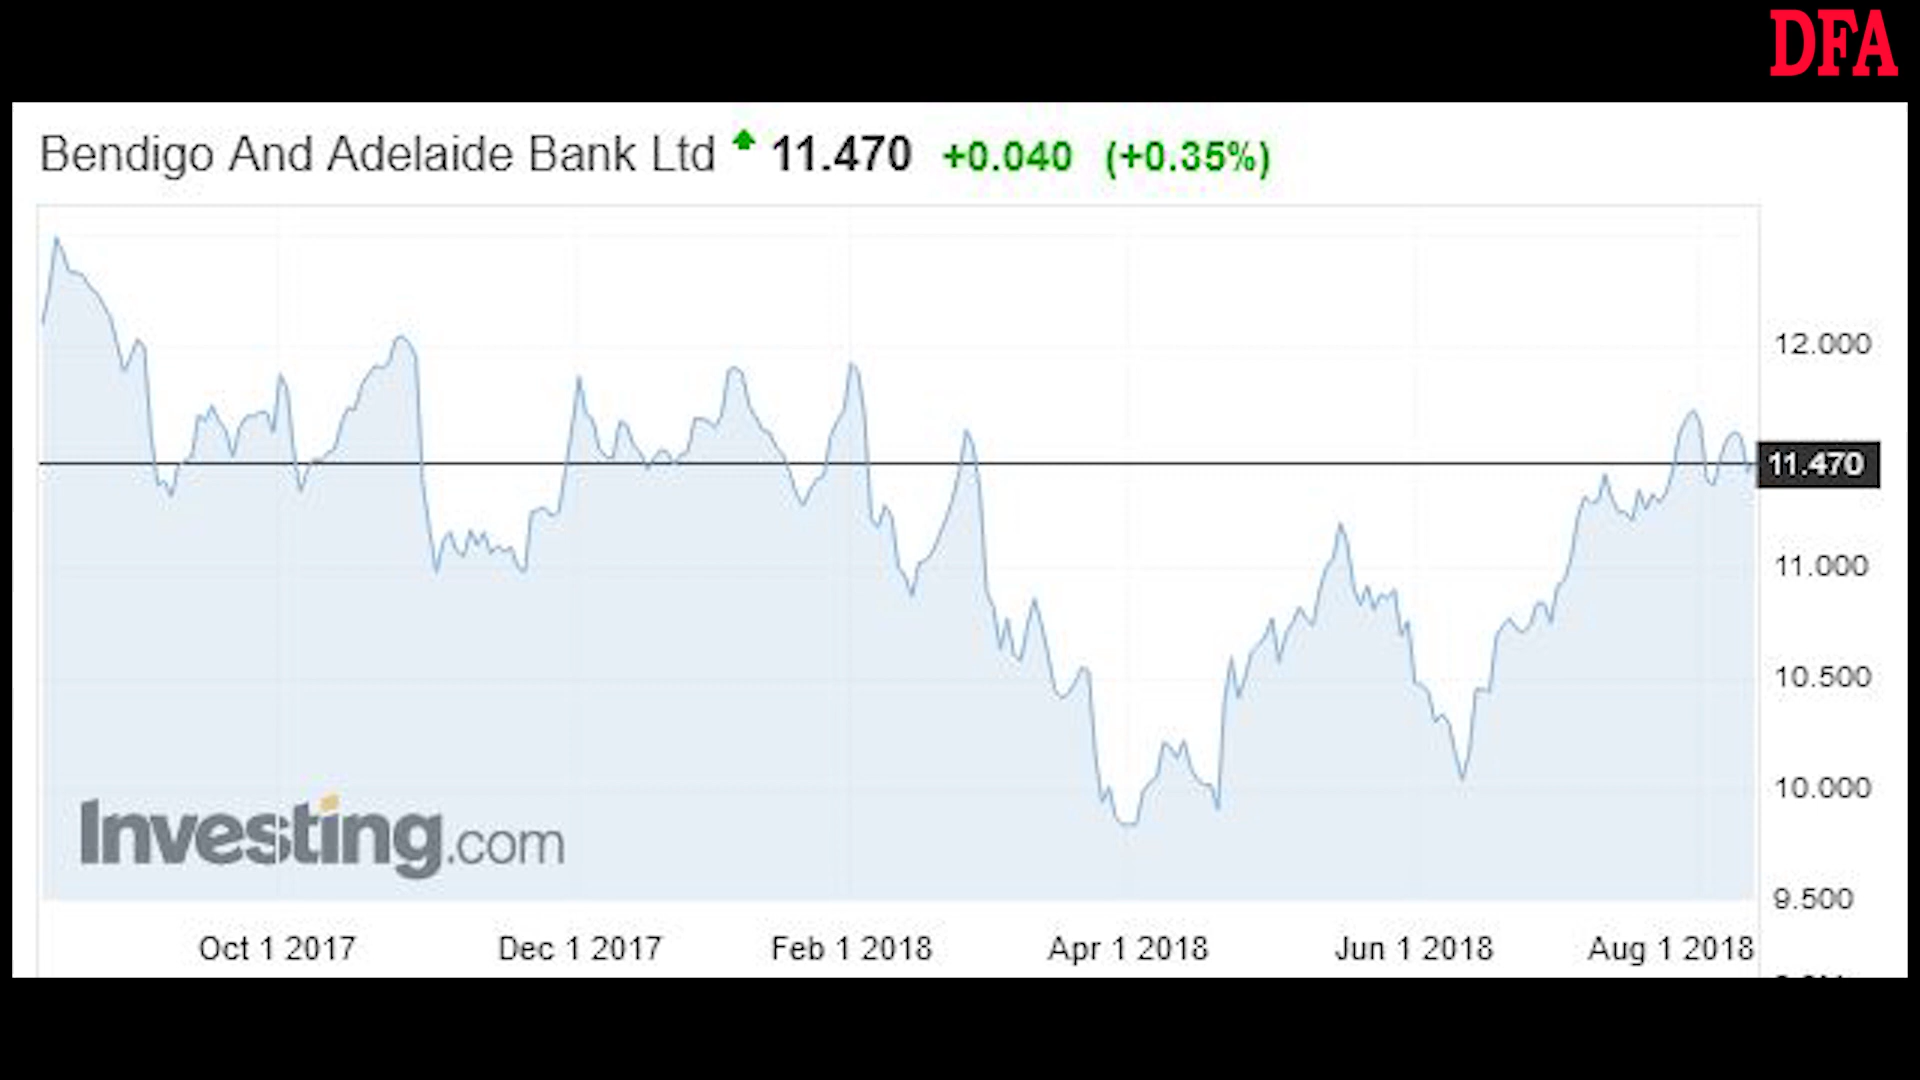 DFA
Bendigo And Adelaide Bank Ltd 11.470 +0.040 (+0.35%)
12.000
11.470
11.000
10.500
10.000
9.500
Investing.com
Oct 1 2017 Dec 1 2017 Feb 1 2018 Apr 1 2018 Jun 1 2018 Aug 1 2018